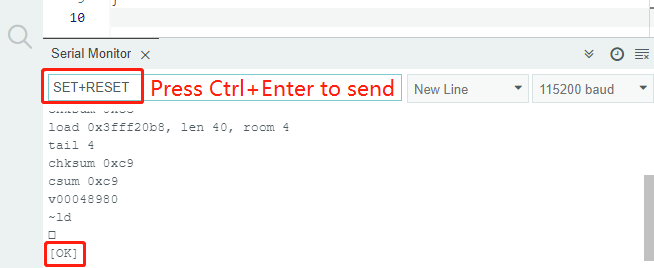 10
Serial Monitor
SET+RESET Press Ctrl+Enter to send New Line 115200 baud
load 0x3fff20b8, len 40, room 4
tail 4
chksum 0xc9
csum 0xc9
v00048980
~ld
[OK]